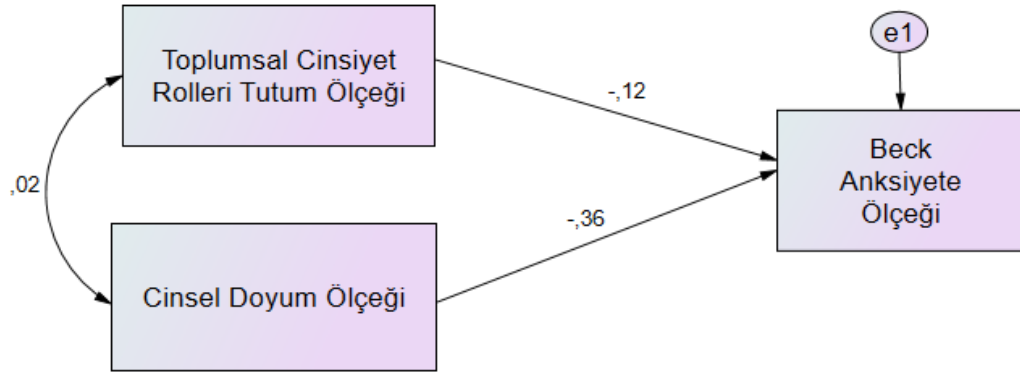 Toplumsal Cinsiyet
Rolleri Tutum Ölçeği
e1
-,12
Beck
Anksiyete
Ölçeği
,02
-,36
Cinsel Doyum Ölçeği